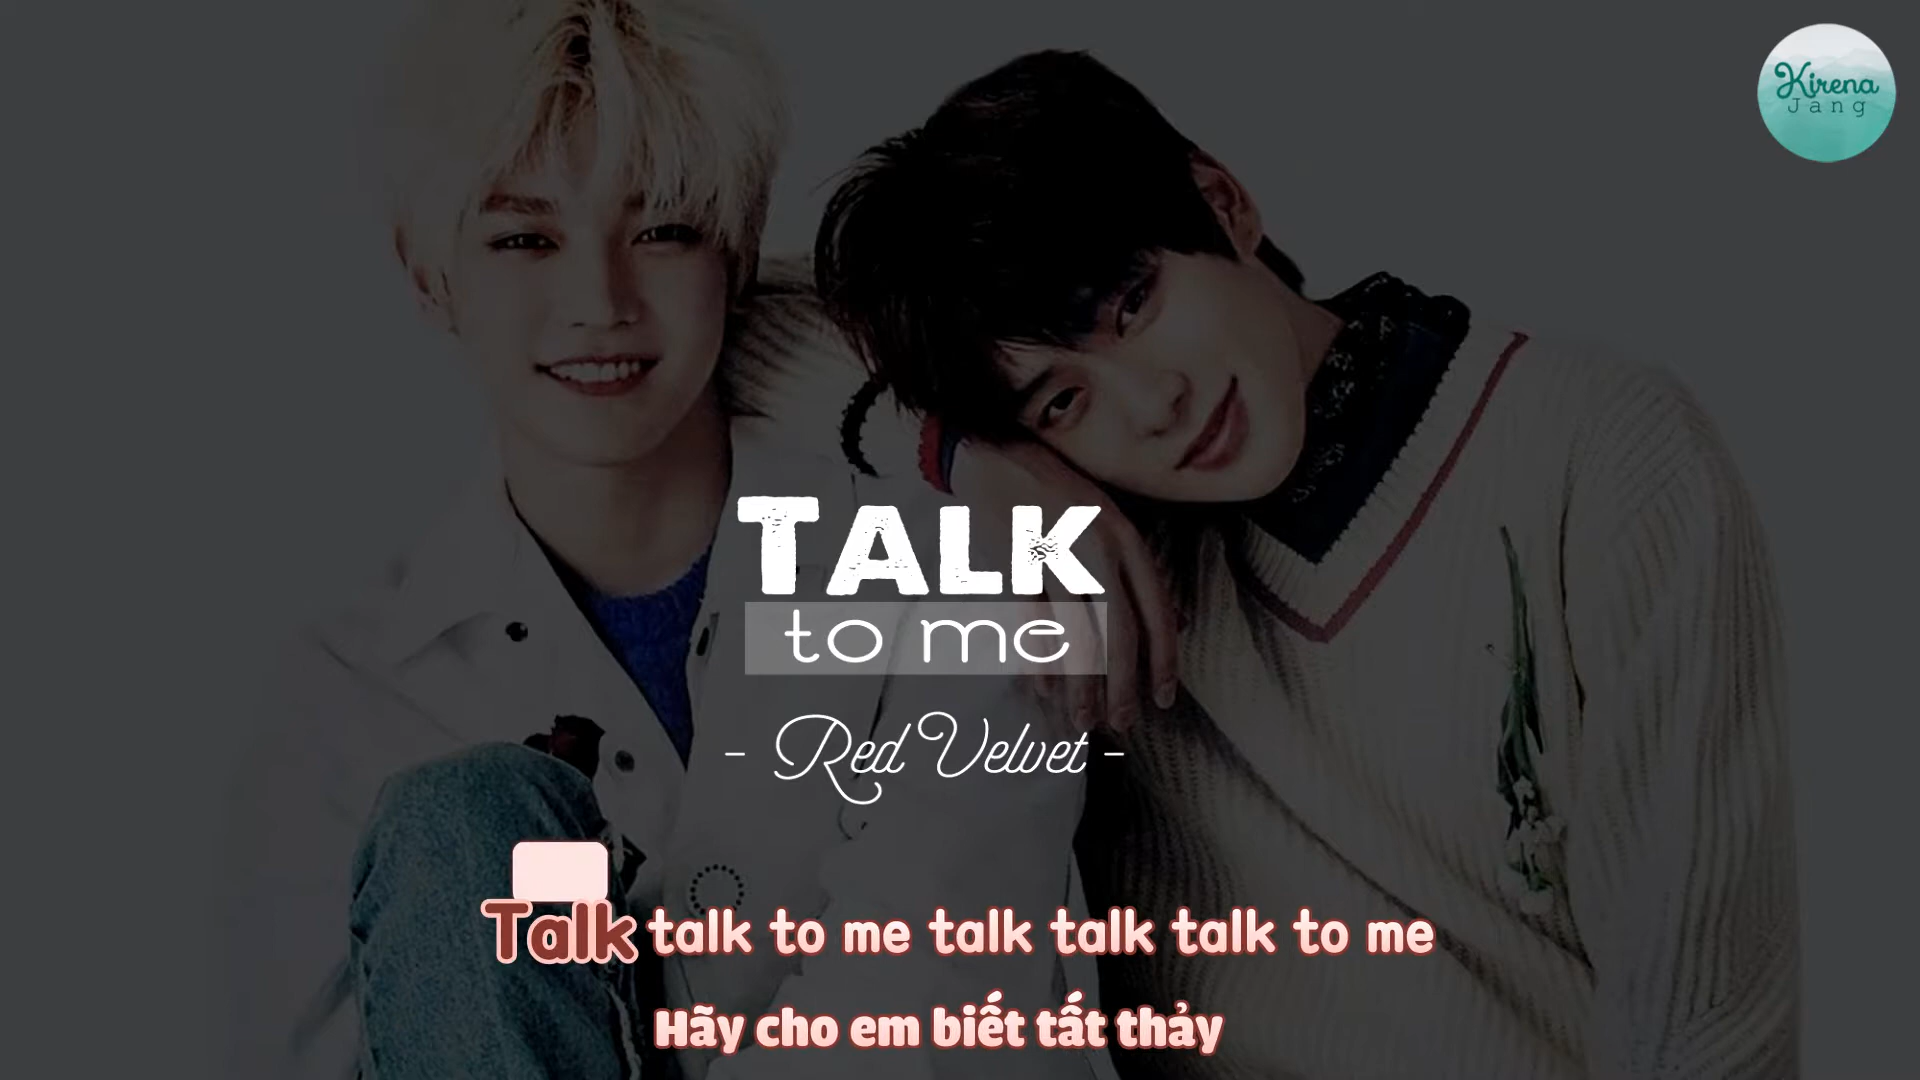 Kirena
Jang
TALK
to me
- Red Velvet -
Talk talk to me talk talk talk to me
Hãy cho em biết tất thảy